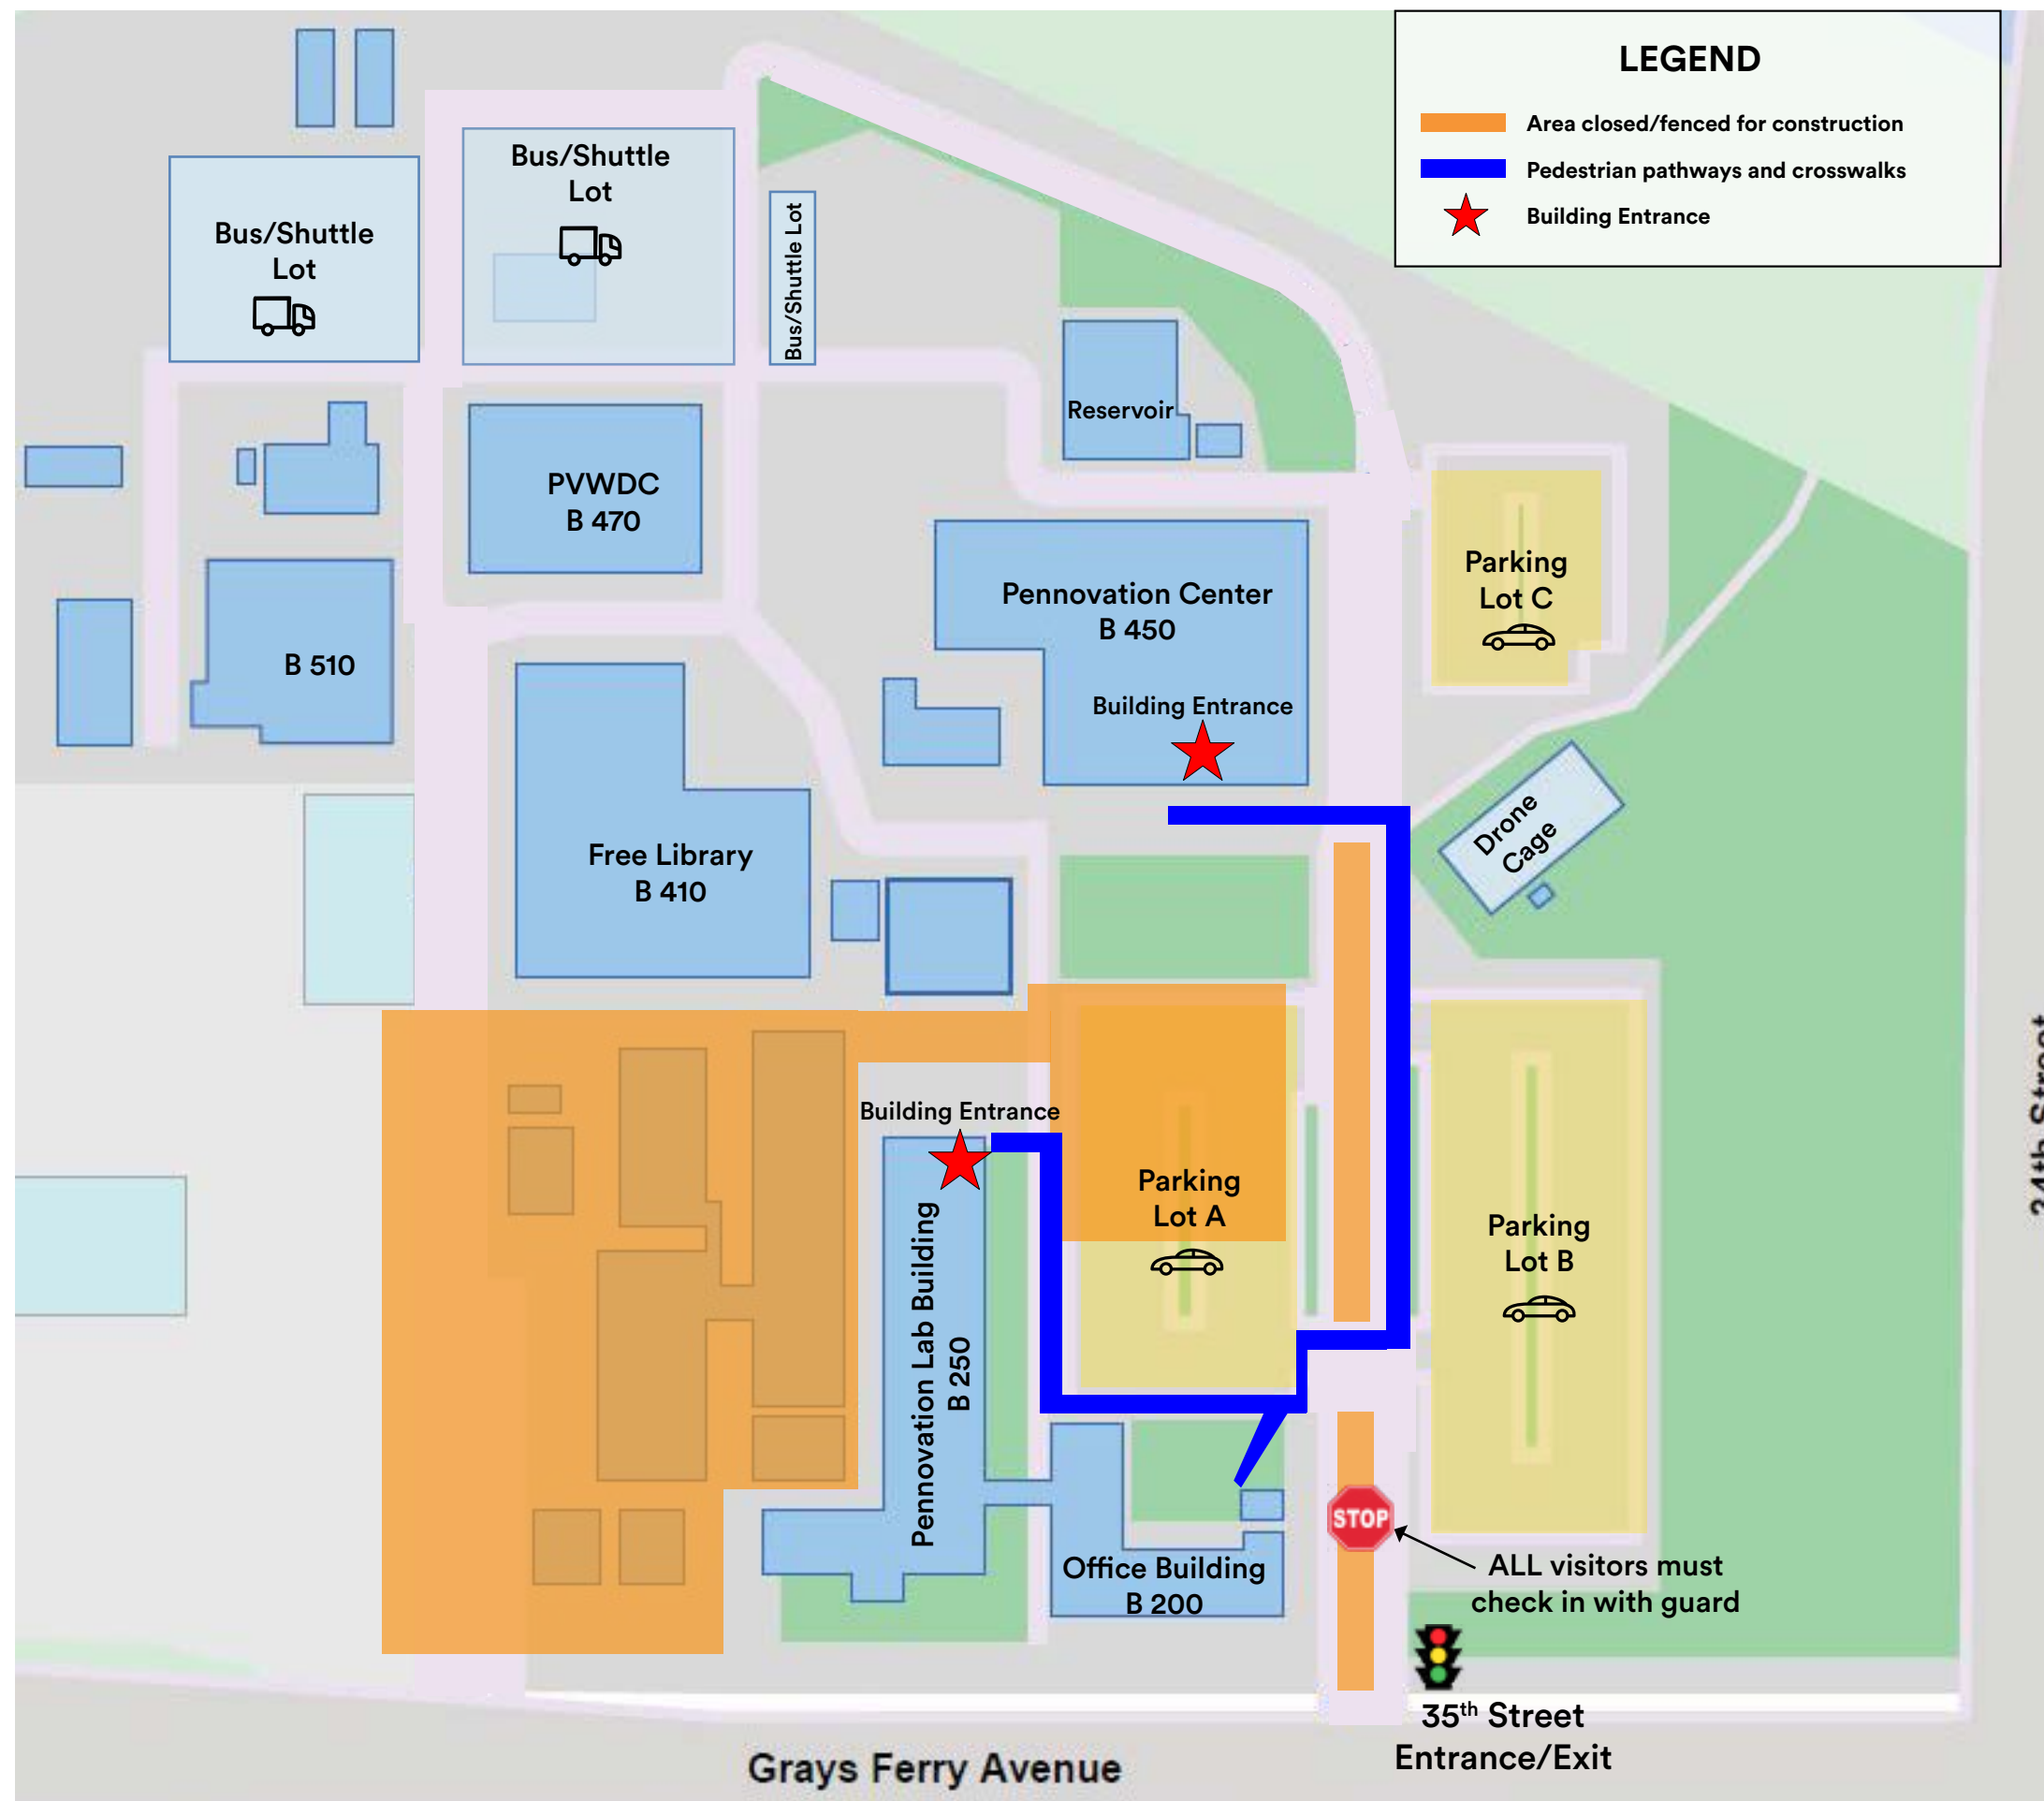 LEGEND
Area closed/fenced for construction
Pedestrian pathways and crosswalks
Building Entrance
Bus/Shuttle
Lot
Bus/Shuttle
Lot
Bus/Shuttle Lot
Reservoir
PVWDC
B 470
Pennovation Center
B 450
Building Entrance
Parking
Lot C
B 510
Drone
Cage
Free Library
B 410
Building Entrance
Parking
Lot A
Parking
Lot B
Pennovation Lab Building
B 250
STOP
Office Building
B 200
ALL visitors must
check in with guard
35th Street
Entrance/Exit
Grays Ferry Avenue
Street